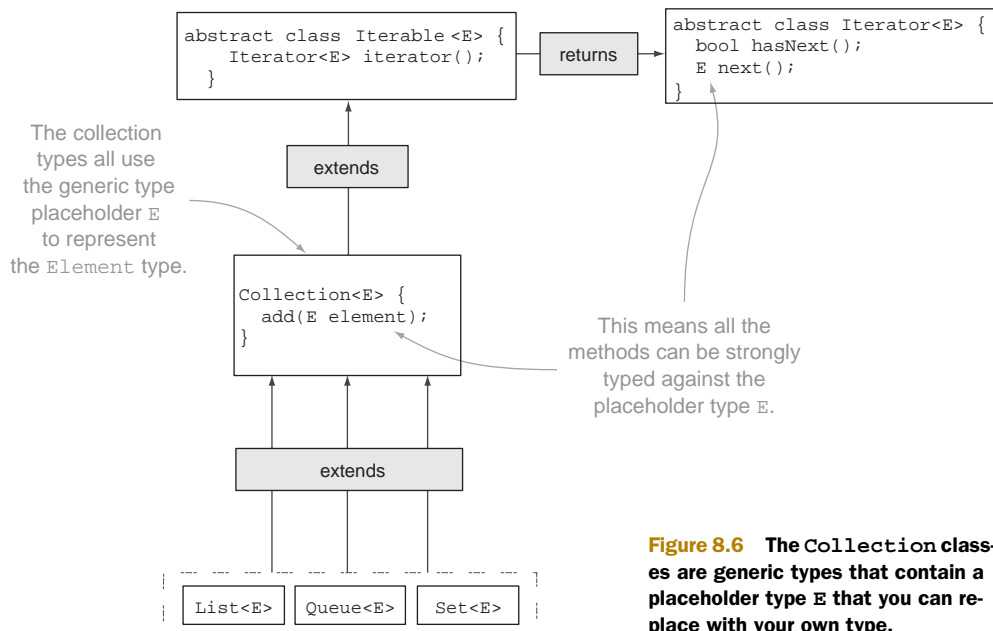 abstract class Iterable <E> {
Iterator<E> iterator();
}
returns
abstract class Iterator<E> {
bool hasNext();
E next();
}
The collection
types all use
the generic type
placeholder E
to represent
the Element type.
extends
Collection<E> {
add(E element);
}
This means all the
methods can be strongly
typed against the
placeholder type E.
extends
List<E>
Queue<E>
Set<E>
Figure 8.6 The Collection class-
es are generic types that contain a
placeholder type E that you can re-
place with your own type.